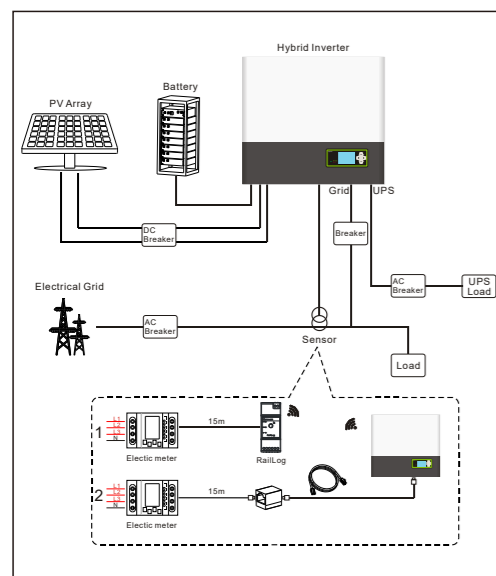 Hybrid Inverter
Battery
PV Array
Grid
UPS
DC
Breaker
Breaker
AC
Breaker
UPS
Load
Electrical Grid
AC
Breaker
Sensor
Load
1
L1
L2
L3
N
15m
Electic meter
RailLog
2
L1
L2
L3
N
15m
Electic meter